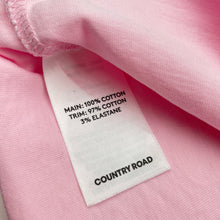 MAIN: 100% COTTON
TRIM: 97% COTTON
3% ELASTANE
COUNTRY ROAD